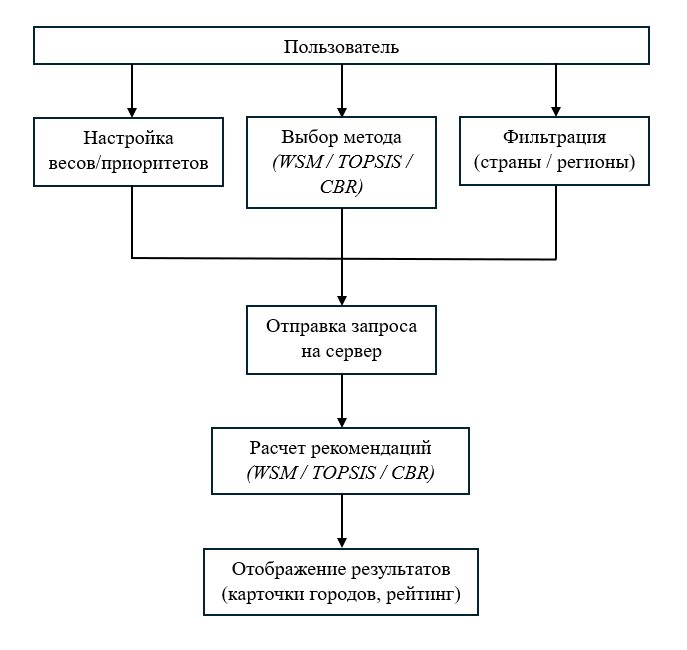 Пользователь
Настройка
весов/приоритетов
Выбор метода
(WSM / TOPSIS /
CBR)
Фильтрация
(страны / регионы)
Отправка запроса
на сервер
Расчет рекомендаций
(WSM / TOPSIS / CBR)
Отображение результатов
(карточки городов, рейтинг)